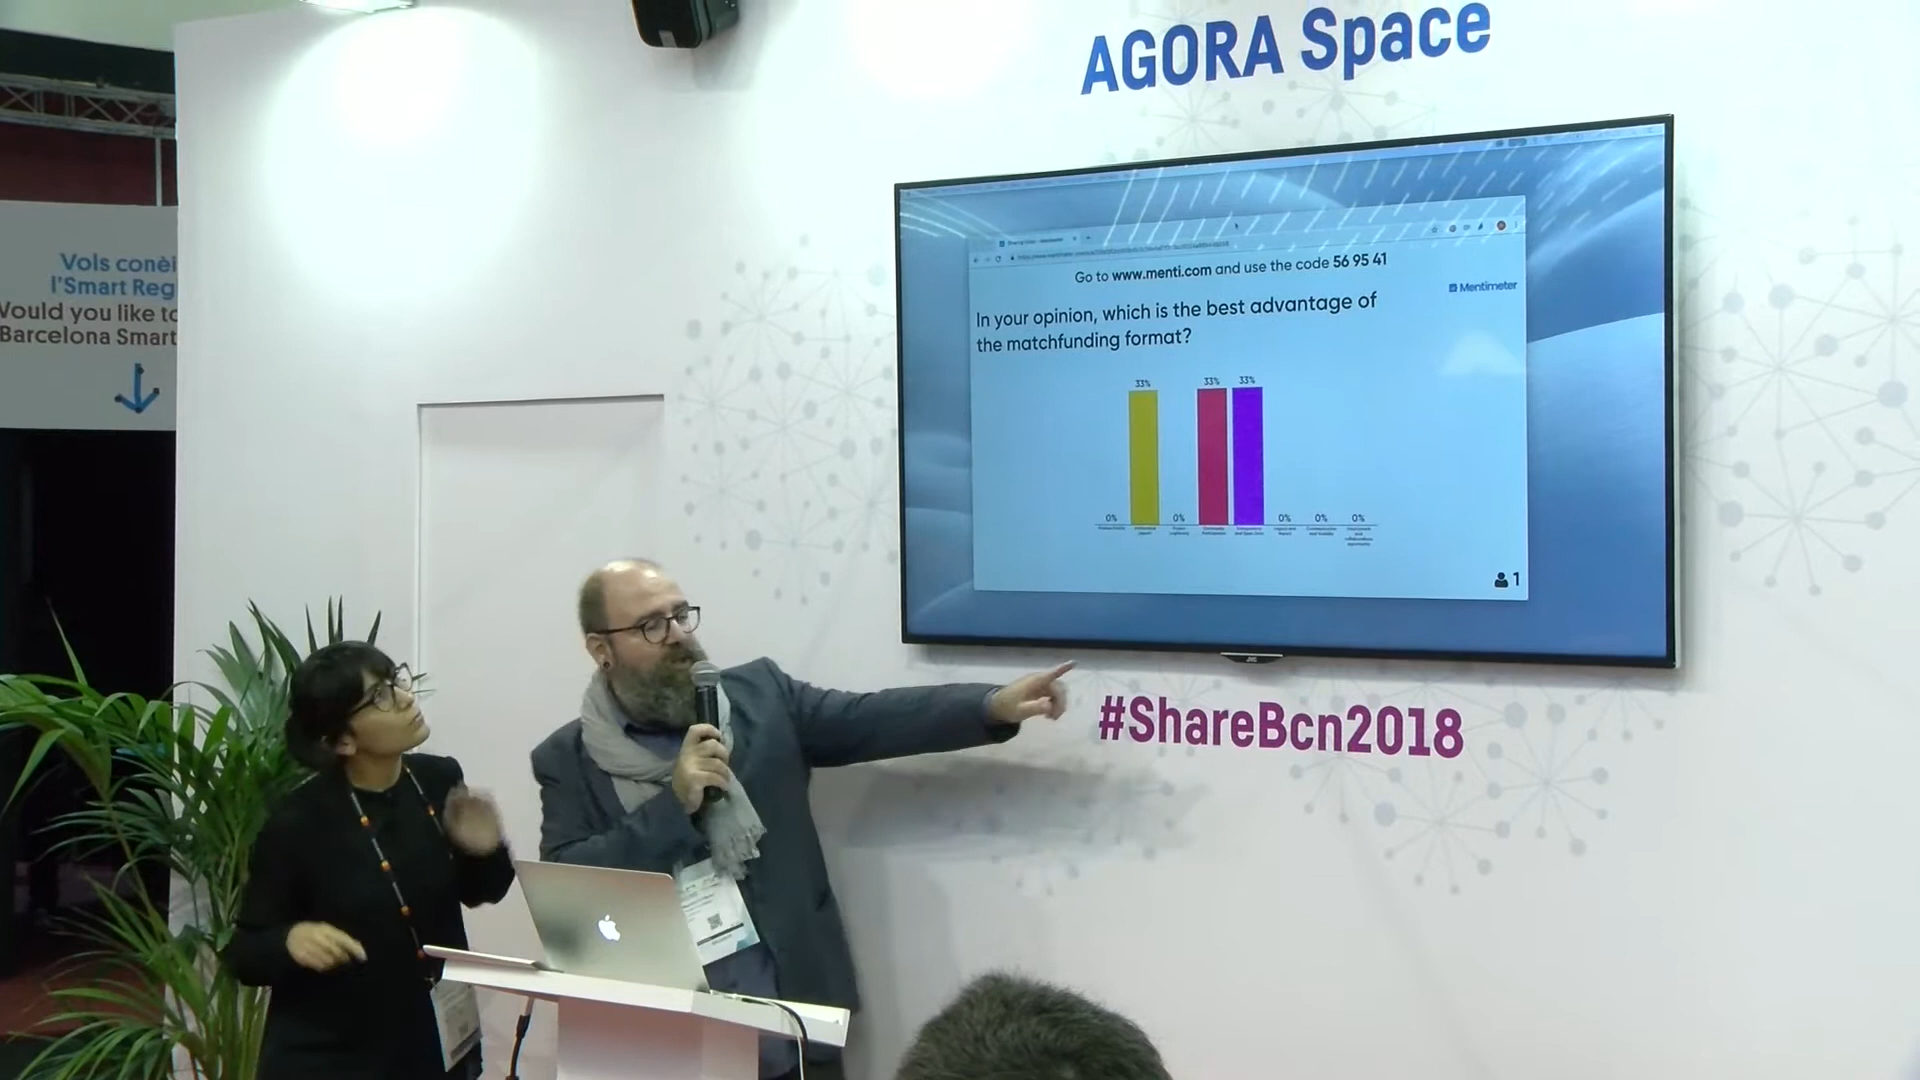 AGORA Space
Vols conèi
l'Smart Reg
Would you like to
Barcelona Smart
Go to www.menti.com and use the code 56 95 41
Mentimeter
In your opinion, which is the best advantage of
the matchfunding format?
33%
33%
33%
0%
0%
0%
0%
0%
1
JVC
#ShareBcn2018